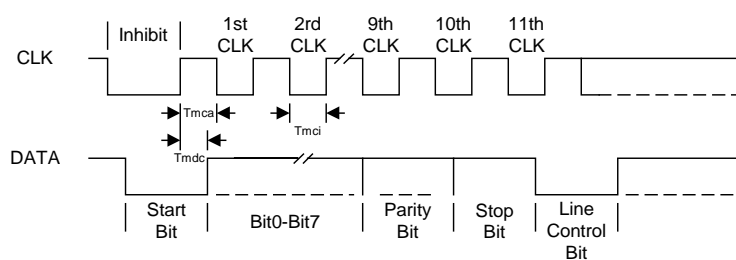 Inhibit
1st CLK
2rd CLK
9th CLK
10th CLK
11th CLK
CLK
Tmca
Tmci
Tmdc
DATA
Start Bit
Bit0-Bit7
Parity Bit
Stop Bit
Line Control Bit